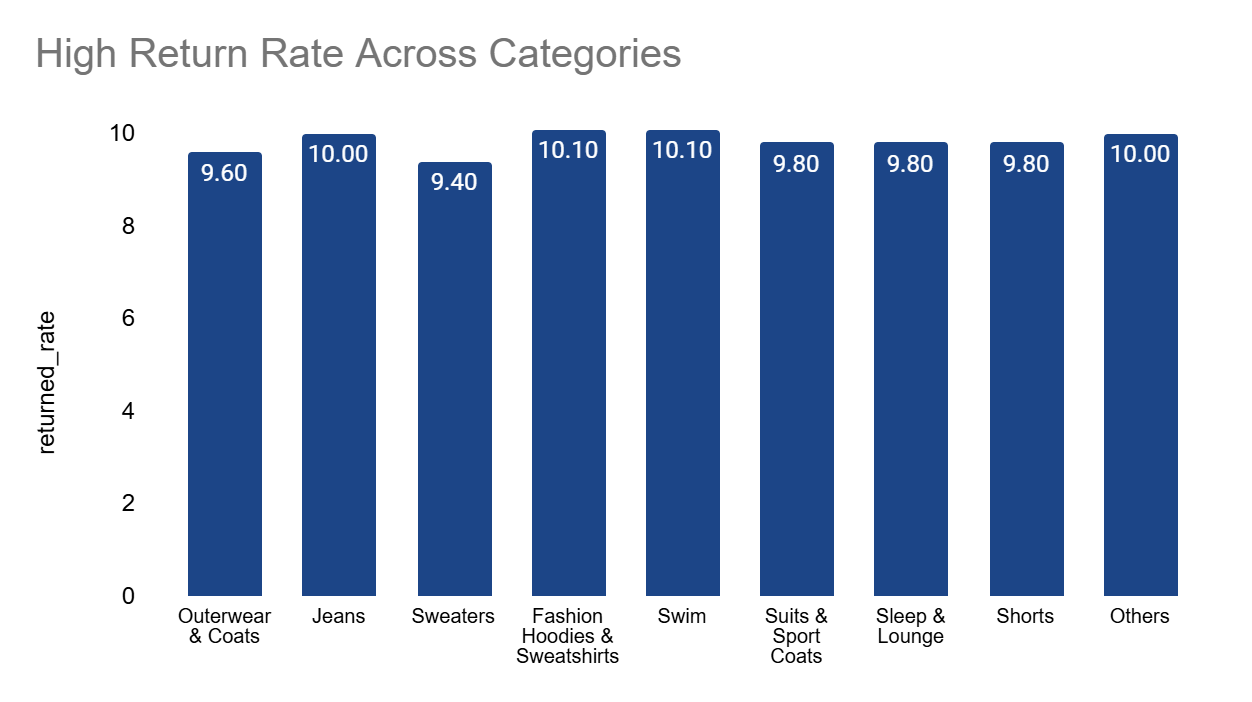 High Return Rate Across Categories
returned_rate
10
8
6
4
2
0
9.60
10.00
9.40
10.10
10.10
9.80
9.80
9.80
10.00
Outerwear
& Coats
Jeans
Sweaters
Fashion
Hoodies &
Sweatshirts
Swim
Suits &
Sport
Coats
Sleep &
Lounge
Shorts
Others